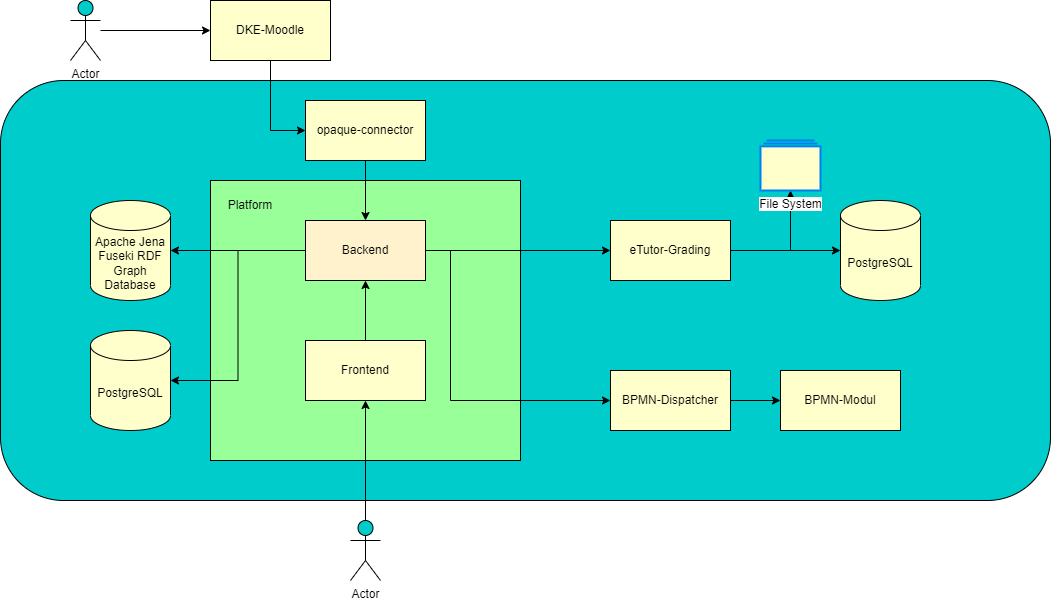 DKE-Moodle
Actor
opaque-connector
Platform
File System
Apache Jena
Fuseki RDF
Graph
Database
Backend
eTutor-Grading
PostgreSQL
PostgreSQL
Frontend
BPMN-Dispatcher
BPMN-Modul
Actor